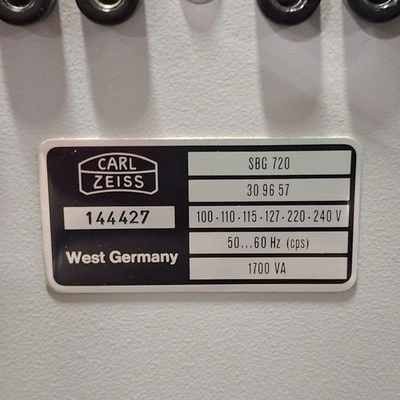 CARL
ZEISS
144427
West Germany
SBG 720
30 96 57
100·110·115·127·220·240 V
50...60 Hz (cps)
1700 VA